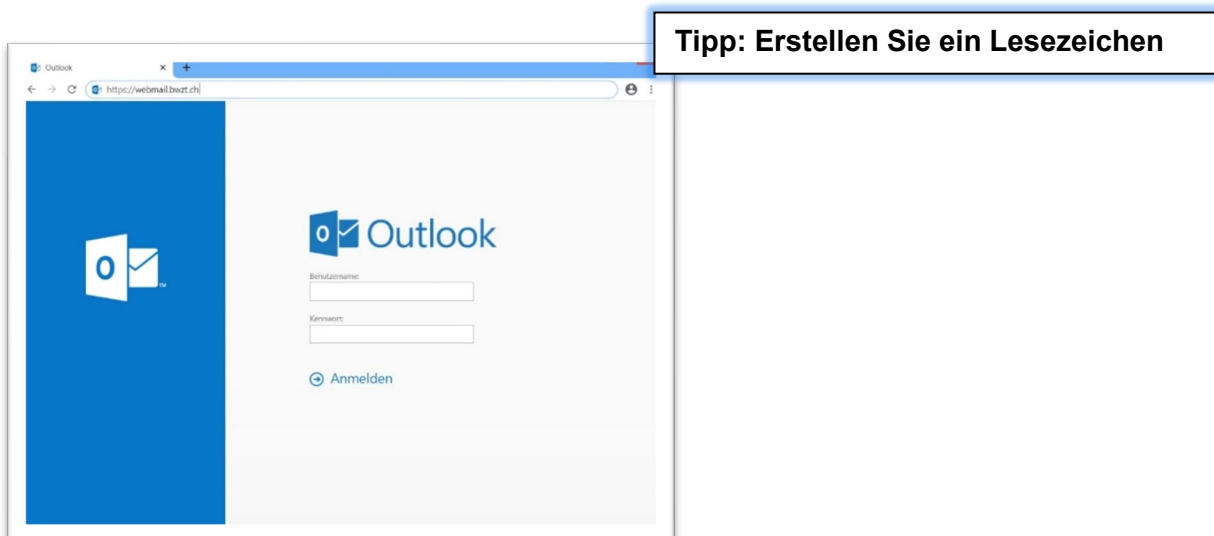 Tipp: Erstellen Sie ein Lesezeichen
Outlook
https://webmail.bwzt.ch
Outlook
Benutzername:
Kennwort:
Anmelden